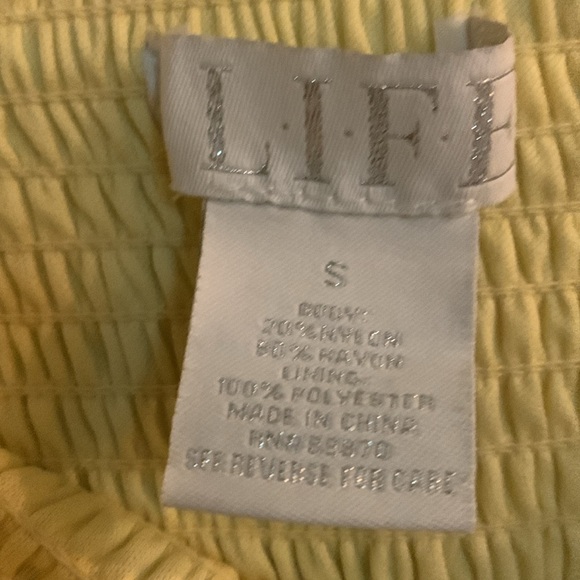 L·I·F·E
S
BODY:
20% NYLON
80% RAYON
LINING:
100% POLYESTER
MADE IN CHINA
SEE REVERSE FOR CARE